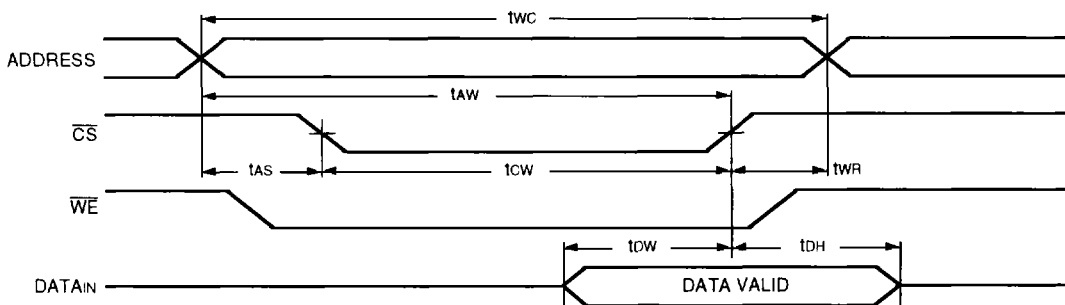 tWC
ADDRESS
tAW
CS
tAS
tCW
tWR
WE
tDW
tDH
DATAIN
DATA VALID